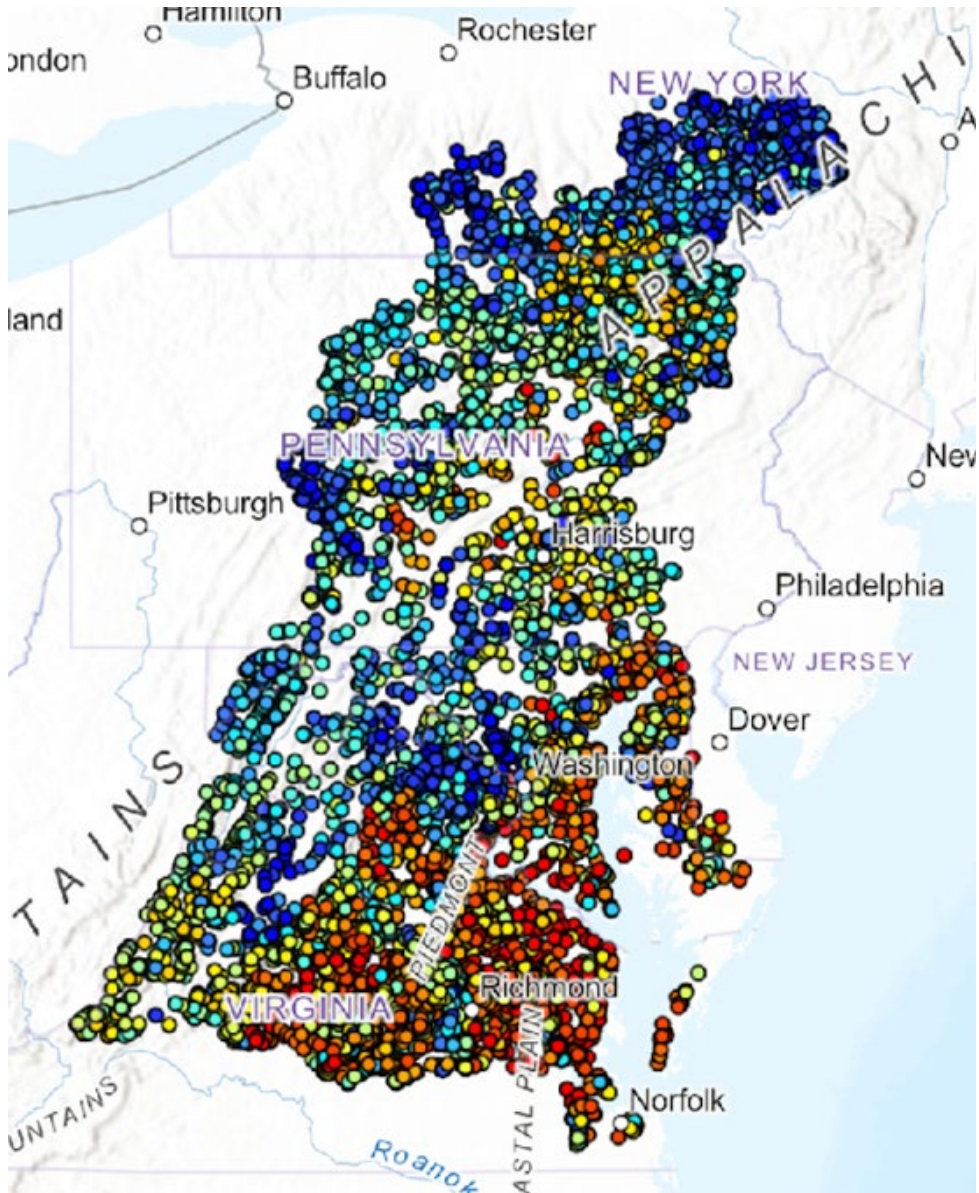 Hamilton
Rochester
ondon
Buffalo
NEW YORK
APPALACHI
A
land
PENNSYLVANIA
New
Pittsburgh
Harrisburg
Philadelphia
NEW JERSEY
Dover
Washington
TAINS
PIEDMONT
Richmond
VIRGINIA
ASTAL PLAIN
Norfolk
UNTAINS
Roanok